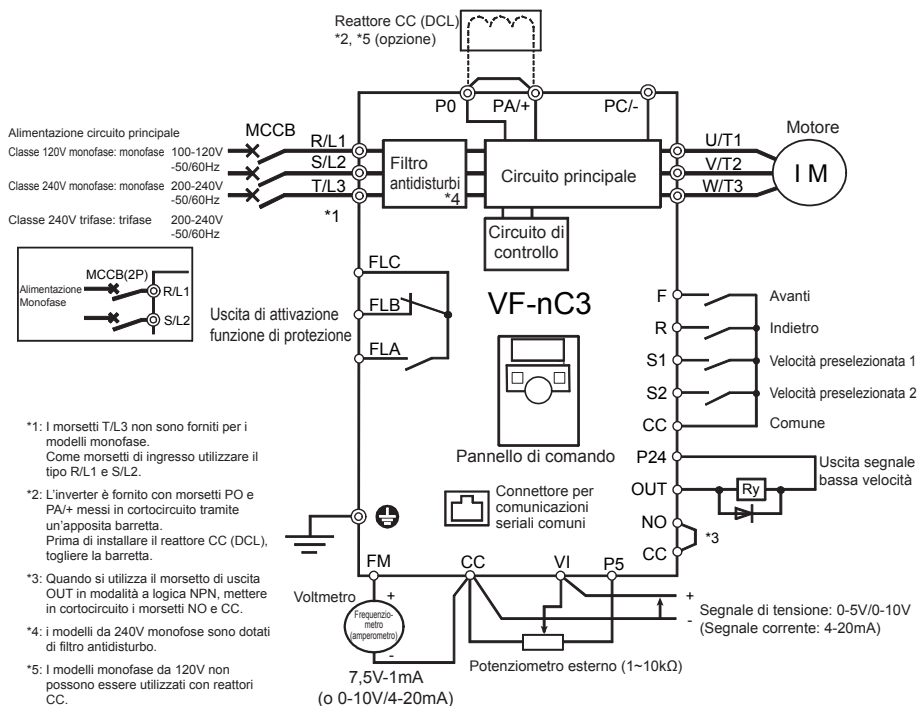 Reattore CC (DCL)
*2, *5 (opzione)
P0
PA/+
PC/-
Alimentazione circuito principale
Classe 120V monofase: monofase 100-120V
-50/60Hz
Classe 240V monofase: monofase 200-240V
-50/60Hz
Classe 240V trifase: trifase 200-240V
-50/60Hz
MCCB
R/L1
S/L2
T/L3
*1
Filtro
antidisturbi
*4
Circuito principale
Circuito di
controllo
U/T1
V/T2
W/T3
Motore
I M
MCCB(2P)
Alimentazione
Monofase
R/L1
S/L2
Uscita di attivazione
funzione di protezione
FLC
FLB
FLA
VF-nC3
Pannello di comando
Connettore per
comunicazioni
seriali comuni
F
Avanti
R
Indietro
S1
Velocità preselezionata 1
S2
Velocità preselezionata 2
CC
Comune
P24
OUT
Ry
Uscita segnale
bassa velocità
NO
CC
*3
*1: I morsetti T/L3 non sono forniti per i
modelli monofase.
Come morsetti di ingresso utilizzare il
tipo R/L1 e S/L2.
*2: L'inverter è fornito con morsetti PO e
PA/+ messi in cortocircuito tramite
un'apposita barretta.
Prima di installare il reattore CC (DCL),
togliere la barretta.
*3: Quando si utilizza il morsetto di uscita
OUT in modalità a logica NPN, mettere
in cortocircuito i morsetti NO e CC.
*4: i modelli da 240V monofose sono dotati
di filtro antidisturbo.
*5: I modelli monofase da 120V non
possono essere utilizzati con reattori
CC.
FM
CC
VI
P5
Voltmetro
+
Frequenzio-
metro
(amperometro)
-
7,5V-1mA
(o 0-10V/4-20mA)
Potenziometro esterno (1~10kΩ)
+
-
Segnale di tensione: 0-5V/0-10V
(Segnale corrente: 4-20mA)